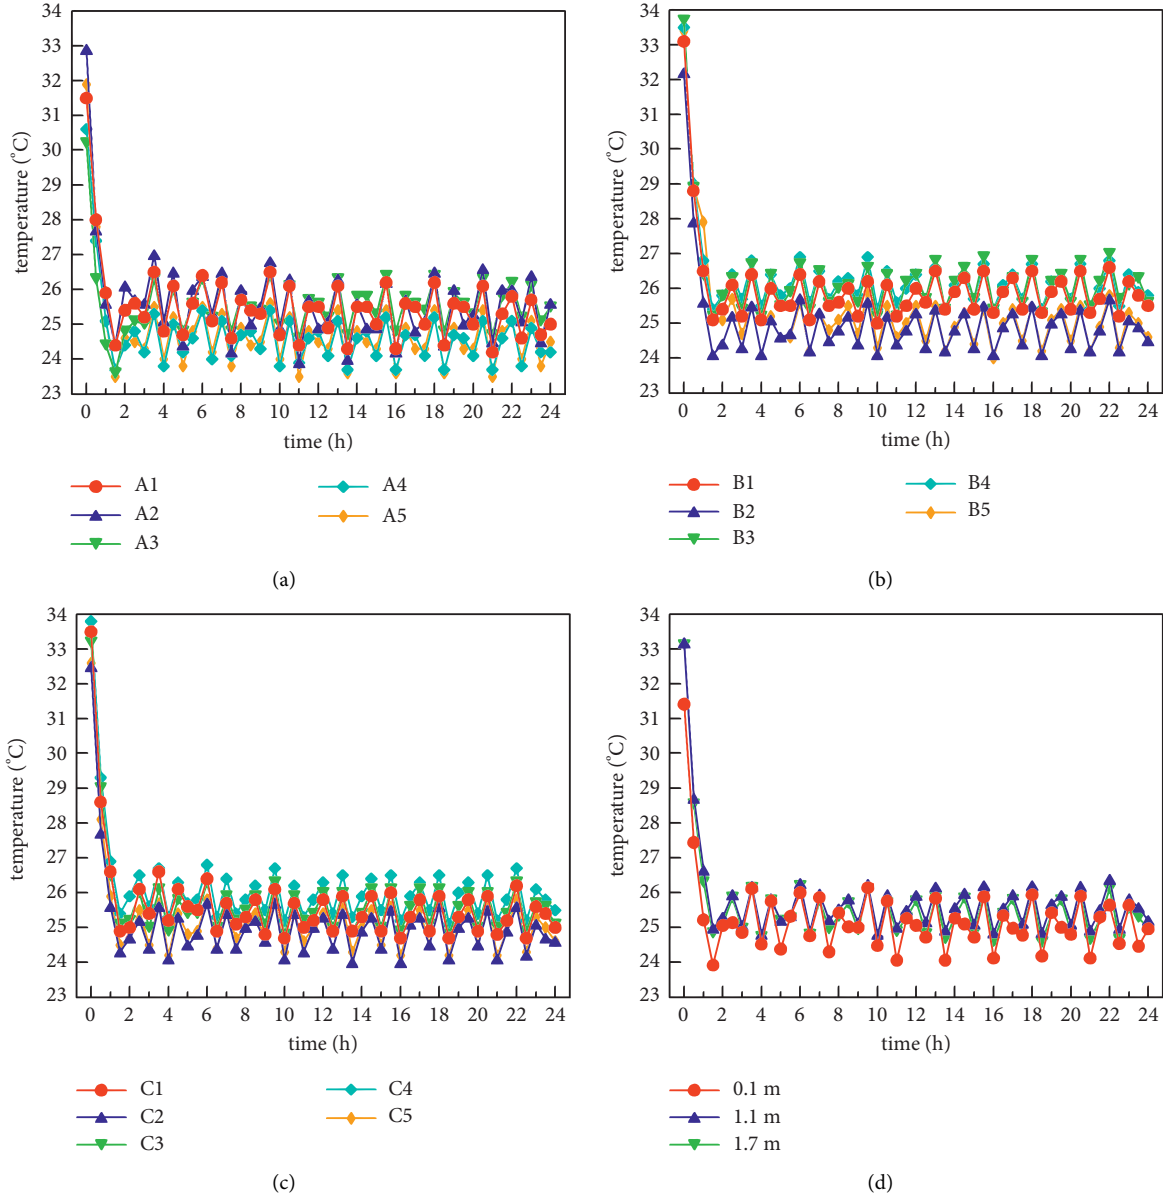 34
33
32
31
30
29
28
27
26
25
24
23
temperature (°C)
0 2 4 6 8 10 12 14 16 18 20 22 24
time (h)
A1
A2
A3
A4
A5
(a)
34
33
32
31
30
29
28
27
26
25
24
23
temperature (°C)
0 2 4 6 8 10 12 14 16 18 20 22 24
time (h)
B1
B2
B3
B4
B5
(b)
34
33
32
31
30
29
28
27
26
25
24
23
temperature (°C)
0 2 4 6 8 10 12 14 16 18 20 22 24
time (h)
C1
C2
C3
C4
C5
(c)
34
33
32
31
30
29
28
27
26
25
24
23
temperature (°C)
0 2 4 6 8 10 12 14 16 18 20 22 24
time (h)
0.1 m
1.1 m
1.7 m
(d)